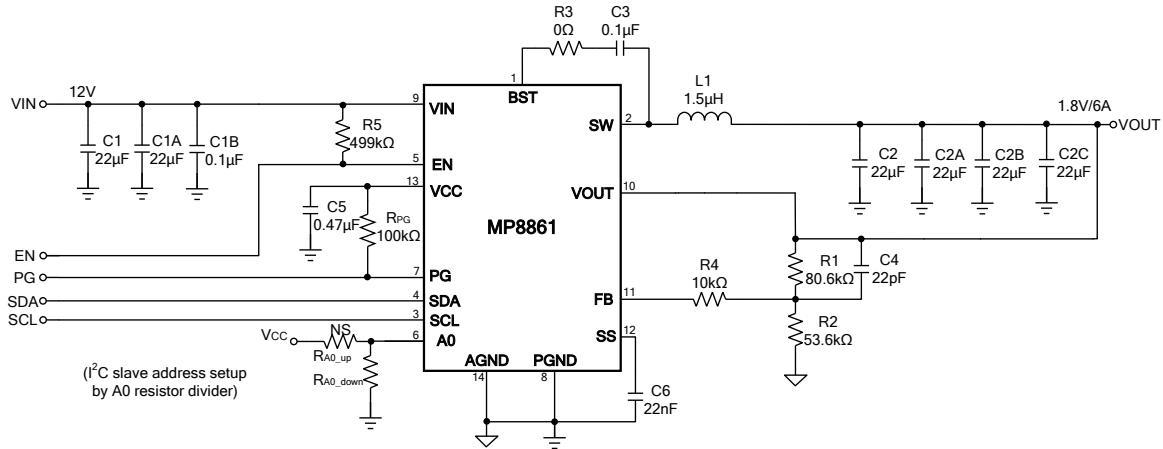 R3
0Ω
C3
0.1µF
1
BST
L1
1.5µH
VIN
12V
9
VIN
SW
2
1.8V/6A
VOUT
C1
22µF
C1A
22µF
C1B
0.1µF
R5
499kΩ
5
EN
C2
22µF
C2A
22µF
C2B
22µF
C2C
22µF
13
VCC
VOUT
10
C5
0.47µF
RPG
100kΩ
MP8861
EN
PG
7
PG
R4
10kΩ
R1
80.6kΩ
C4
22pF
SDA
4
SDA
FB
11
SCL
3
SCL
R2
53.6kΩ
VCC
NS
6
A0
SS
12
RA0_up
RA0_down
AGND
PGND
14
8
C6
22nF
(I²C slave address setup
by A0 resistor divider)